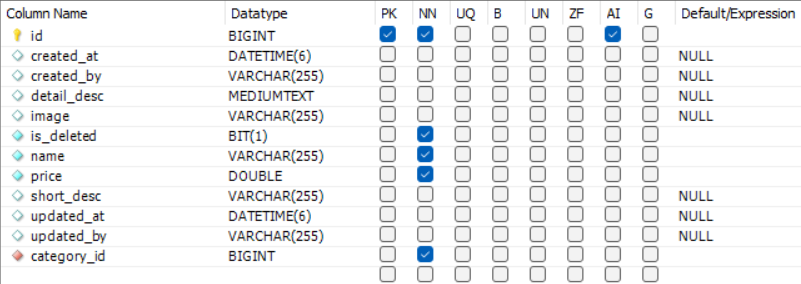 Column Name Datatype PK NN UQ B UN ZF AI G Default/Expression
id BIGINT
created_at DATETIME(6) NULL
created_by VARCHAR(255) NULL
detail_desc MEDIUMTEXT NULL
image VARCHAR(255) NULL
is_deleted BIT(1)
name VARCHAR(255)
price DOUBLE
short_desc VARCHAR(255) NULL
updated_at DATETIME(6) NULL
updated_by VARCHAR(255) NULL
category_id BIGINT